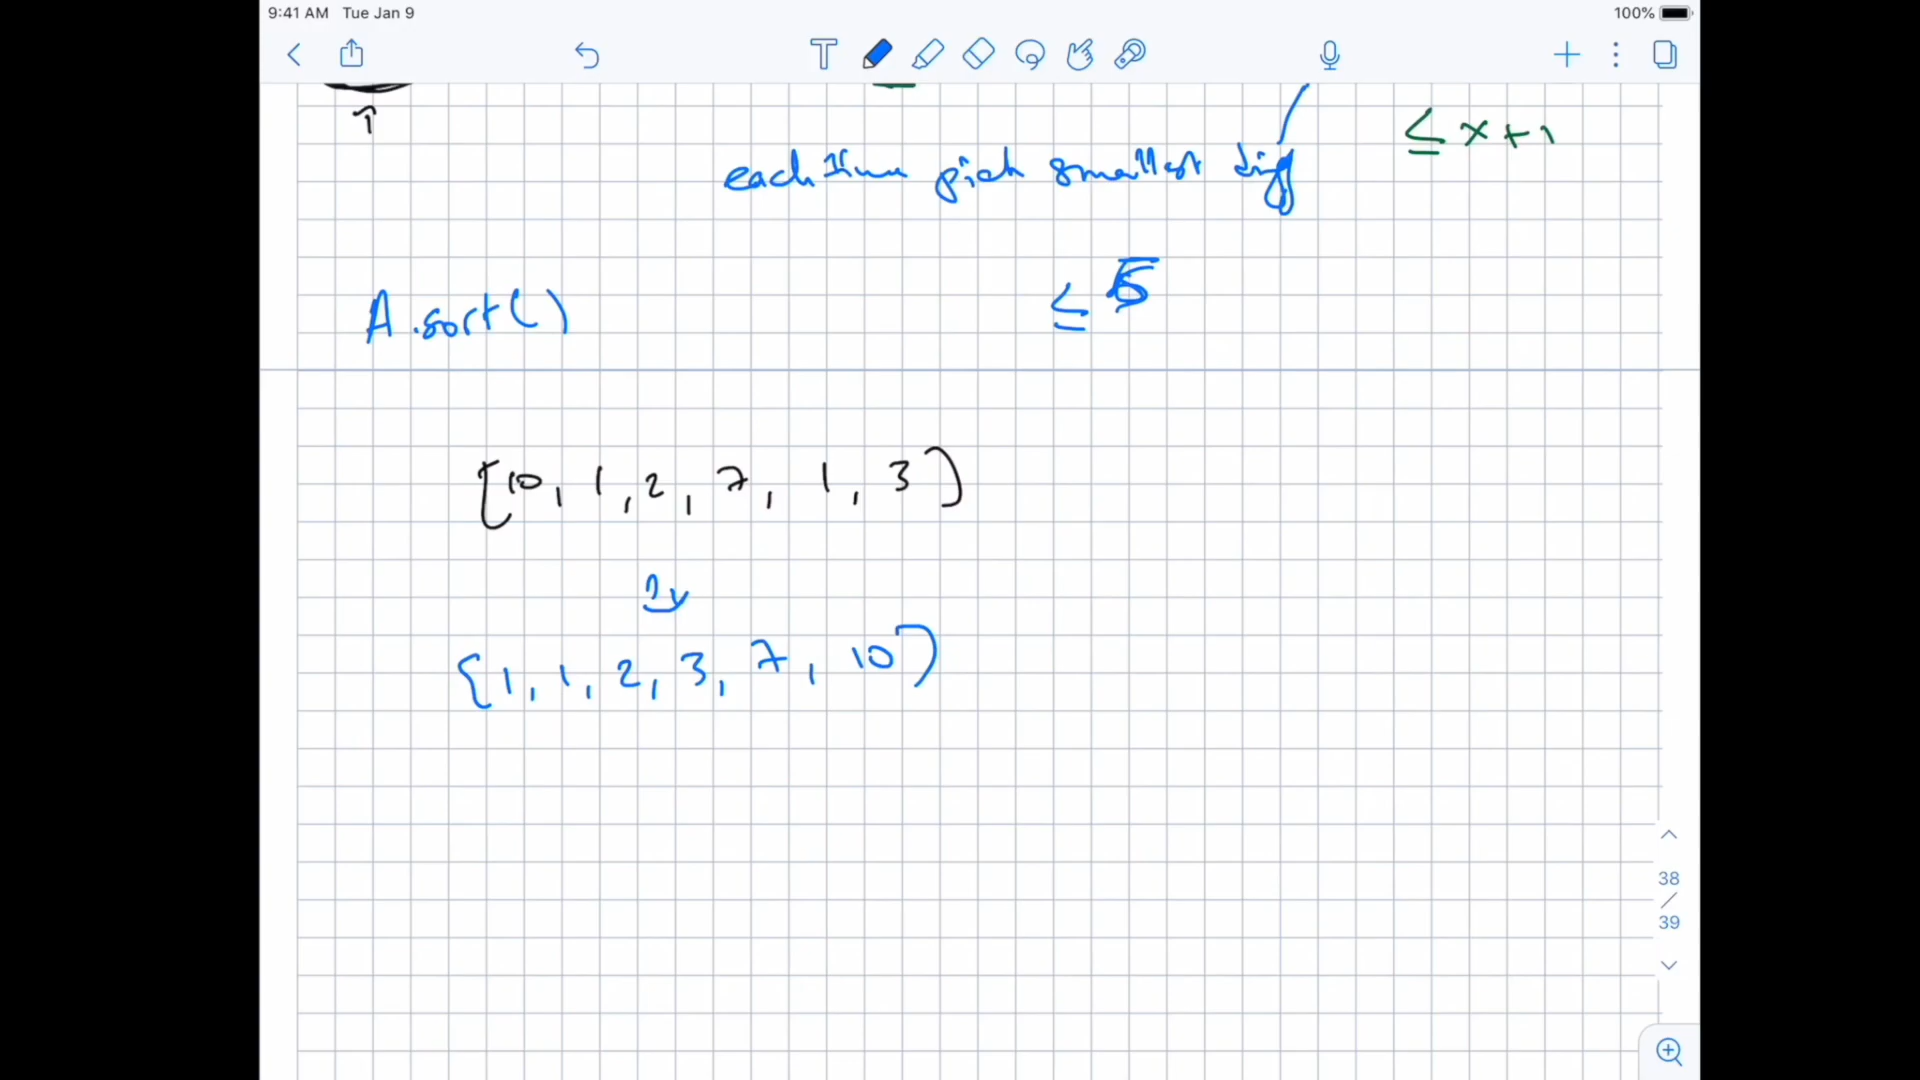 9:41 AM Tue Jan 9
100%
≤ x + 1
each time pick smallest diff
≤ 5
A.sort()
[10, 1, 2, 7, 1, 3]
{1, 1, 2, 3, 7, 10}
38
/
39